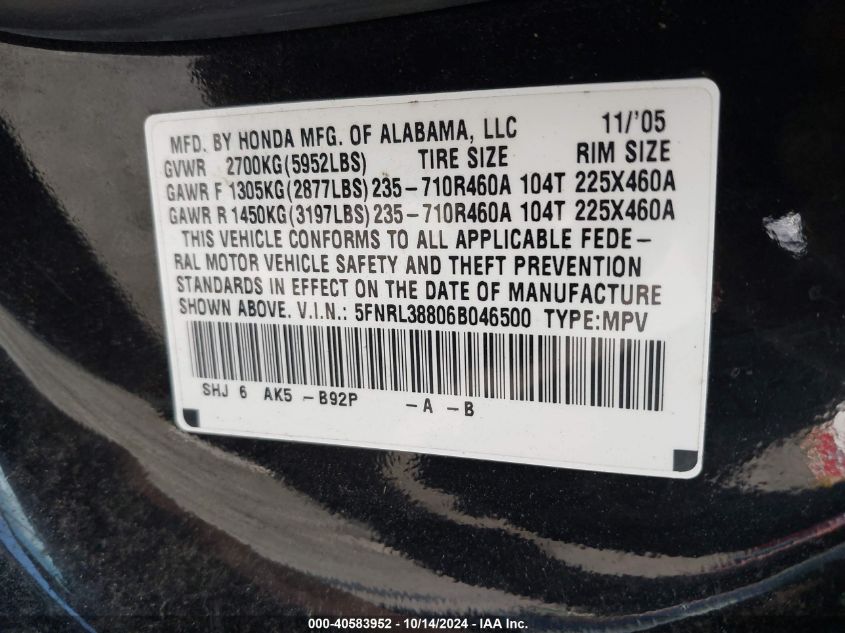 MFD. BY HONDA MFG. OF ALABAMA, LLC 11/'05
GVWR 2700KG(5952LBS) TIRE SIZE RIM SIZE
GAWR F 1305KG(2877LBS) 235-710R460A 104T 225X460A
GAWR R 1450KG(3197LBS) 235-710R460A 104T 225X460A
THIS VEHICLE CONFORMS TO ALL APPLICABLE FEDE-
RAL MOTOR VEHICLE SAFETY AND THEFT PREVENTION
STANDARDS IN EFFECT ON THE DATE OF MANUFACTURE
SHOWN ABOVE. V.I.N.: 5FNRL38806B046500 TYPE:MPV
SHJ 6 AK5 -B92P -A -B
000-40583952 - 10/14/2024 - IAA Inc.